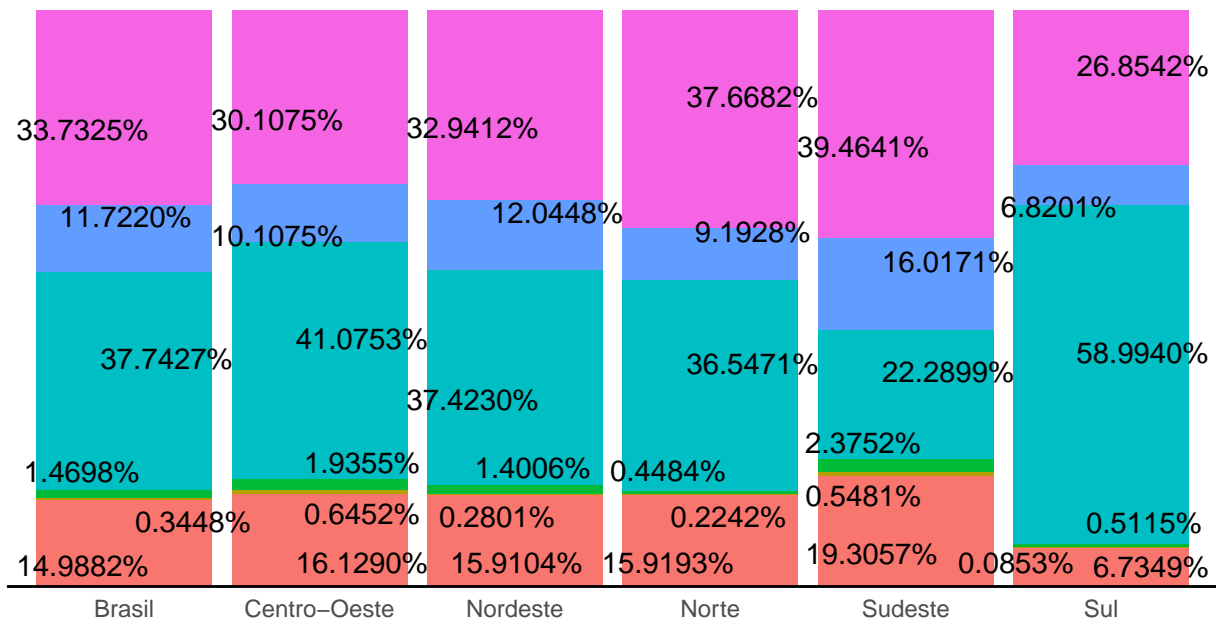 26.8542%
37.6682%
33.7325% 30.1075% 32.9412%
39.4641%
11.7220% 12.0448% 6.8201%
10.1075% 9.1928%
16.0171%
41.0753%
37.7427% 36.5471% 58.9940%
22.2899%
37.4230%
2.3752%
1.4698% 1.9355% 1.4006% 0.4484%
0.5481%
0.3448% 0.6452% 0.2801% 0.2242% 0.5115%
19.3057%
14.9882% 16.1290% 15.9104% 15.9193% 0.0853% 6.7349%
Brasil Centro−Oeste Nordeste Norte Sudeste Sul